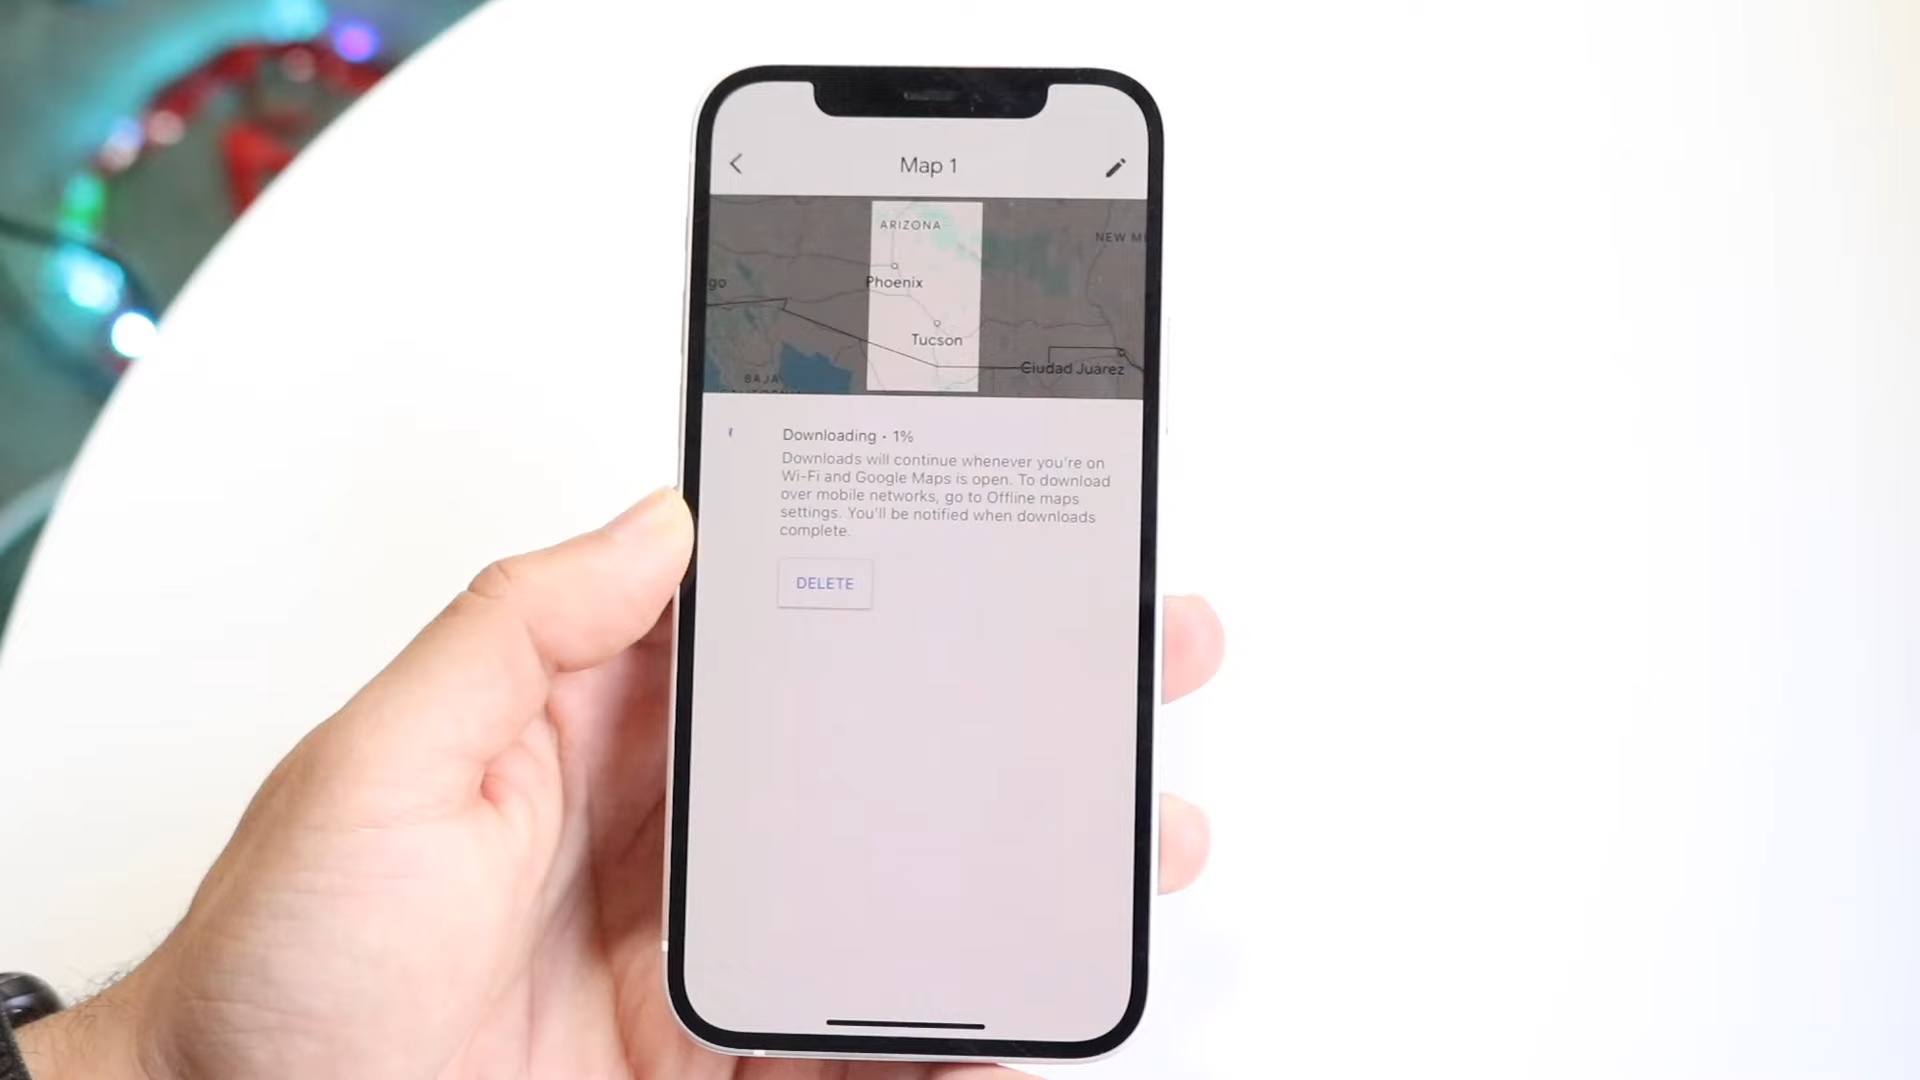 Map 1
ARIZONA
NEW M
go
Phoenix
Tucson
Ciudad Juárez
BAJA
Downloading • 1%
Downloads will continue whenever you're on
Wi-Fi and Google Maps is open. To download
over mobile networks, go to Offline maps
settings. You'll be notified when downloads
complete.
DELETE